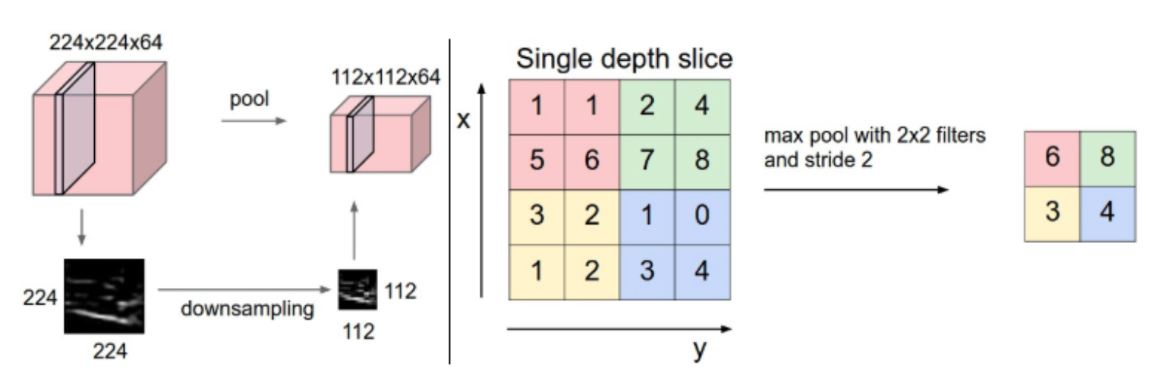 224x224x64
pool
112x112x64
224
224
downsampling
112
112
Single depth slice
x
1 1 2 4
5 6 7 8
3 2 1 0
1 2 3 4
y
max pool with 2x2 filters
and stride 2
6 8
3 4